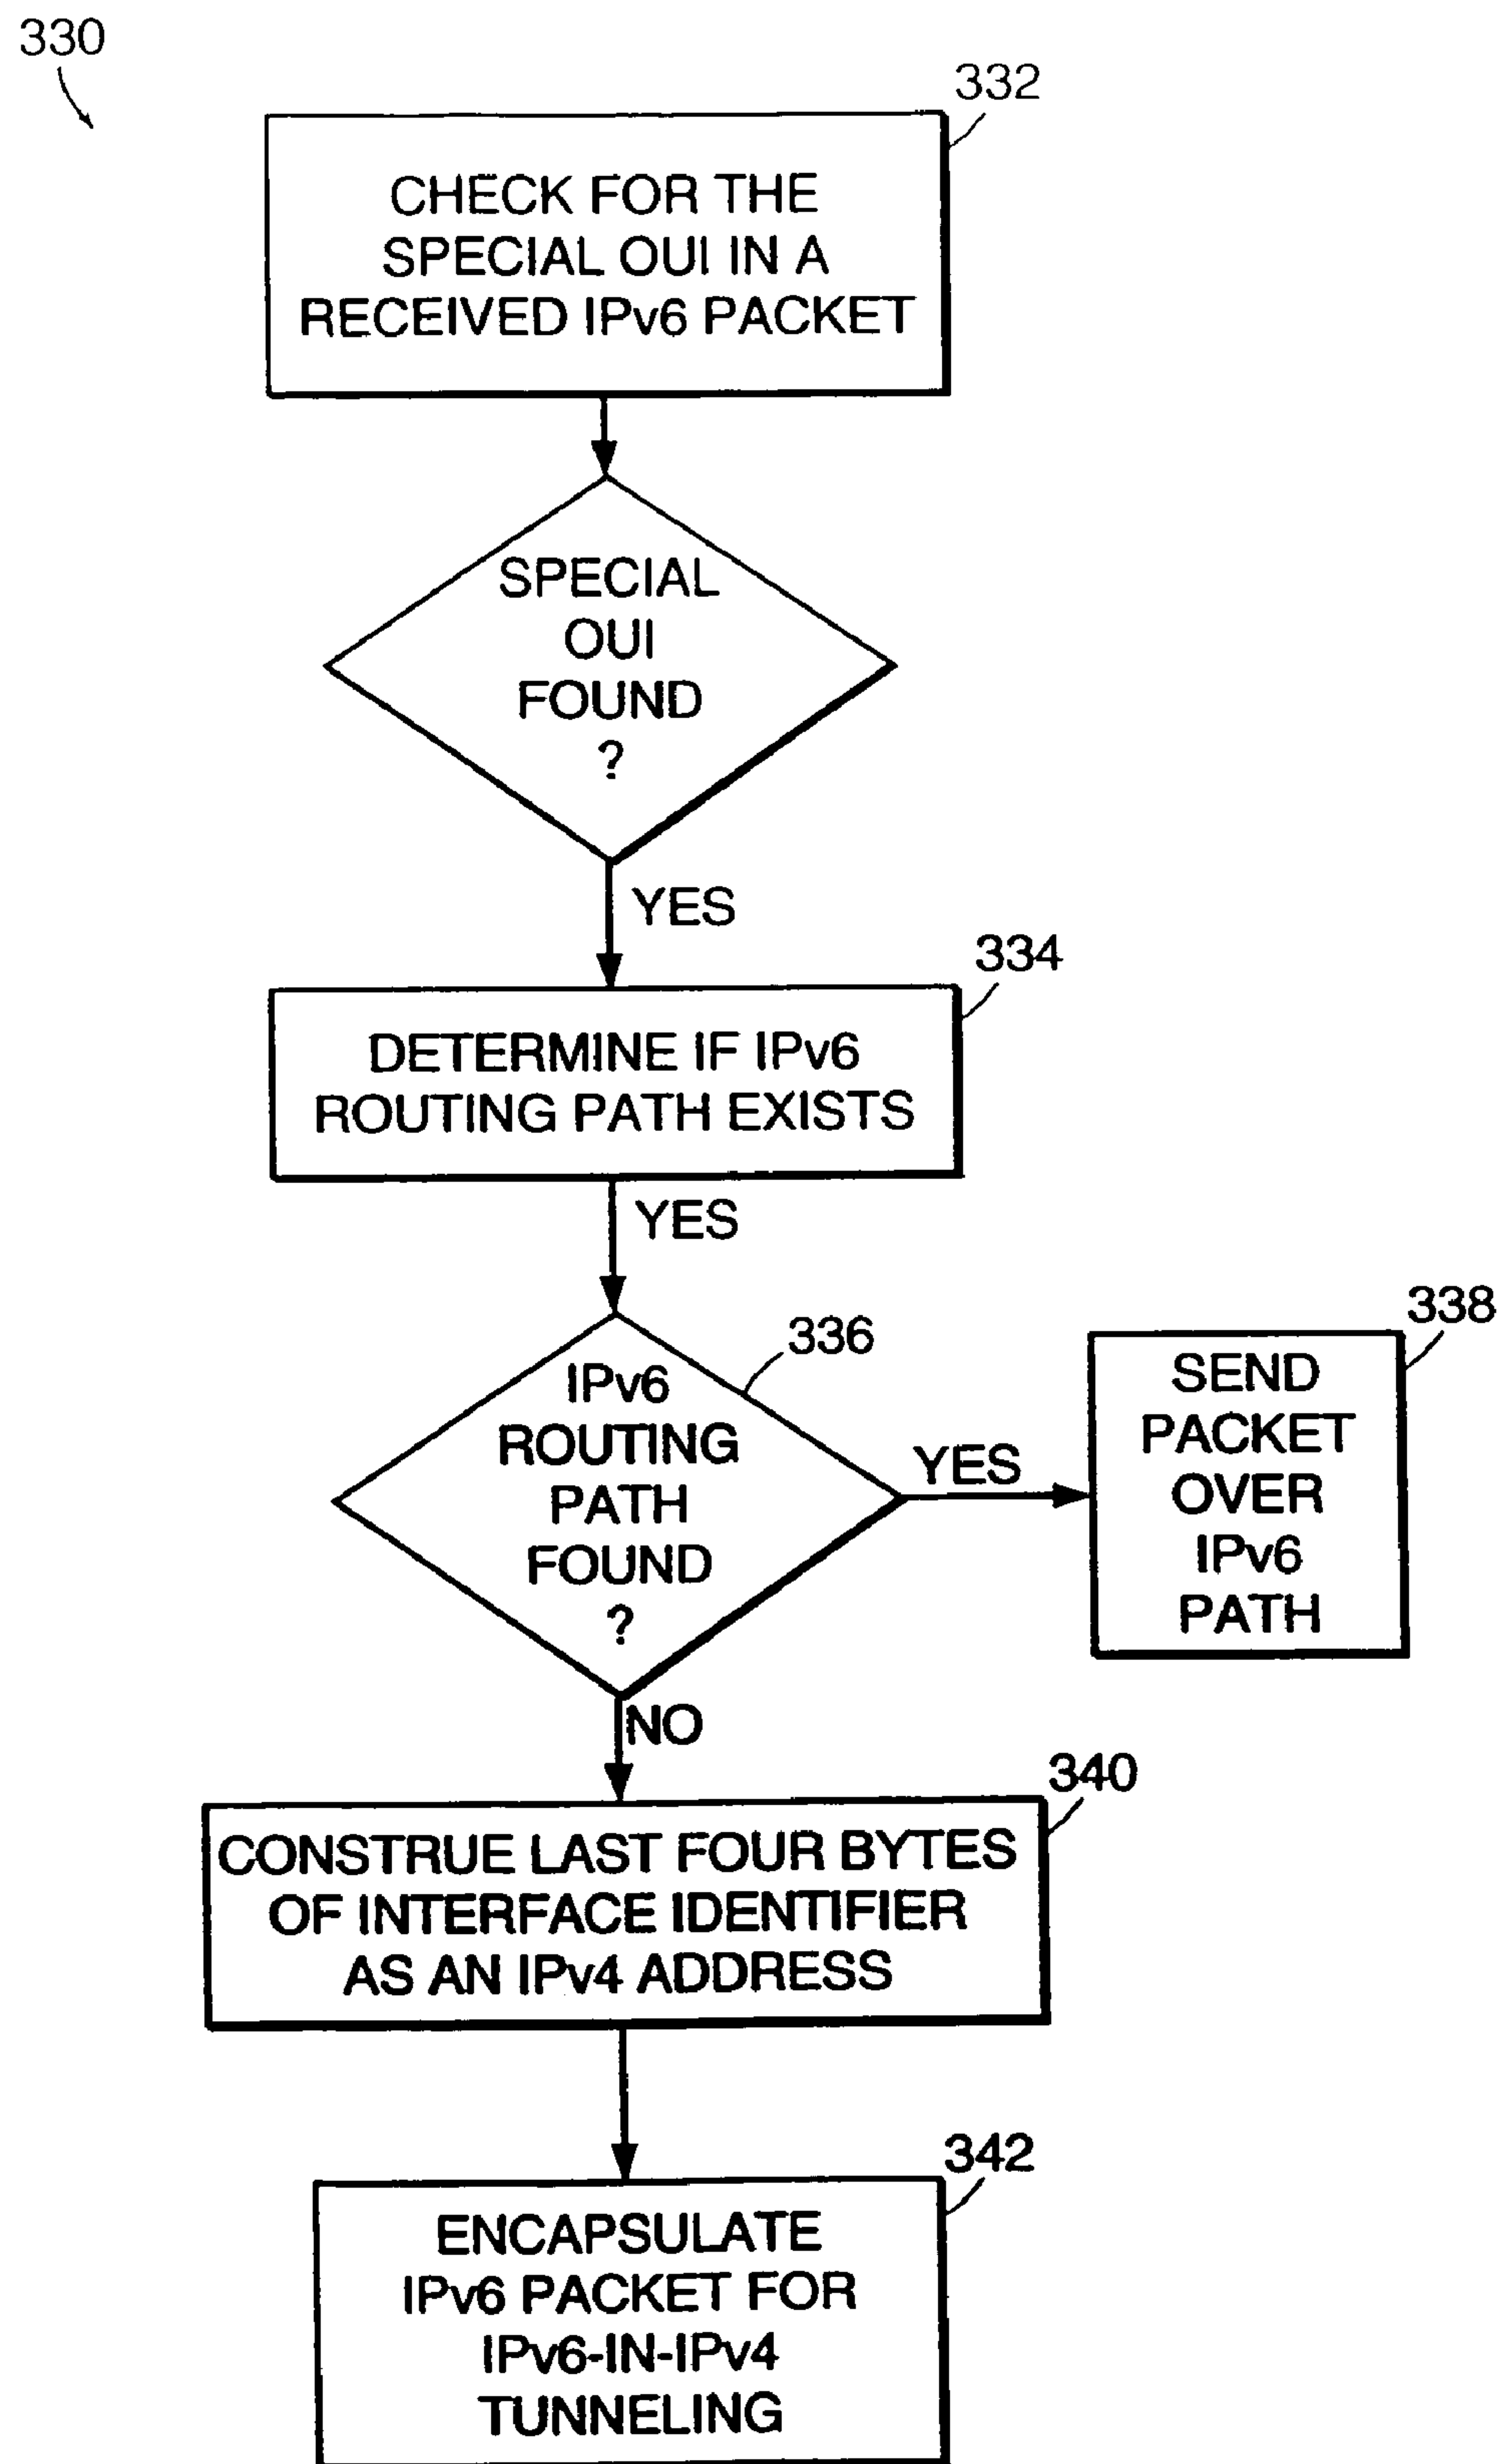 330
332
CHECK FOR THE
SPECIAL OUI IN A
RECEIVED IPv6 PACKET
SPECIAL
OUI
FOUND
?
YES
334
DETERMINE IF IPv6
ROUTING PATH EXISTS
YES
336
IPv6
ROUTING
PATH
FOUND
?
YES
338
SEND
PACKET
OVER
IPv6
PATH
NO
340
CONSTRUE LAST FOUR BYTES
OF INTERFACE IDENTIFIER
AS AN IPv4 ADDRESS
342
ENCAPSULATE
IPv6 PACKET FOR
IPv6-IN-IPv4
TUNNELING